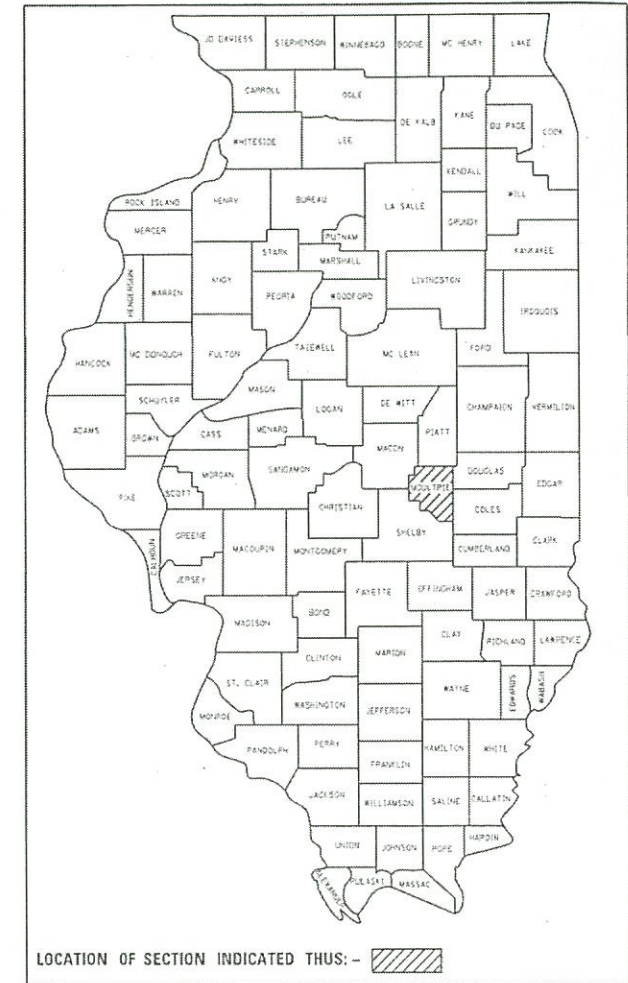 JO DAVIESS STEPHENSON WINNEBAGO BOONE MC HENRY LAKE
CARROLL OGLE
DE KALB KANE DU PAGE COOK
WHITESIDE LEE
KENDALL
ROCK ISLAND HENRY BUREAU LA SALLE WILL
MERCER PUTNAM GRUNDY
STARK MARSHALL KANKAKEE
HENDERSON WARREN KNOX PEORIA WOODFORD LIVINGSTON IROQUOIS
HANCOCK MC DONOUGH FULTON TAZEWELL MC LEAN FORD
MASON
SCHUYLER LOGAN DE WITT CHAMPAIGN VERMILION
ADAMS BROWN CASS MENARD PIATT
MACON
PIKE SCOTT MORGAN SANGAMON MOULTRIE DOUGLAS EDGAR
CHRISTIAN COLES
GREENE MACOUPIN MONTGOMERY SHELBY
CALHOUN CUMBERLAND CLARK
JERSEY FAYETTE EFFINGHAM JASPER CRAWFORD
MADISON BOND
CLAY RICHLAND LAWRENCE
CLINTON MARION
ST. CLAIR WAYNE EDWARDS WABASH
MONROE WASHINGTON JEFFERSON
RANDOLPH PERRY HAMILTON WHITE
FRANKLIN
JACKSON WILLIAMSON SALINE GALLATIN
UNION JOHNSON POPE HARDIN
ALEXANDER PULASKI MASSAC
LOCATION OF SECTION INDICATED THUS: -